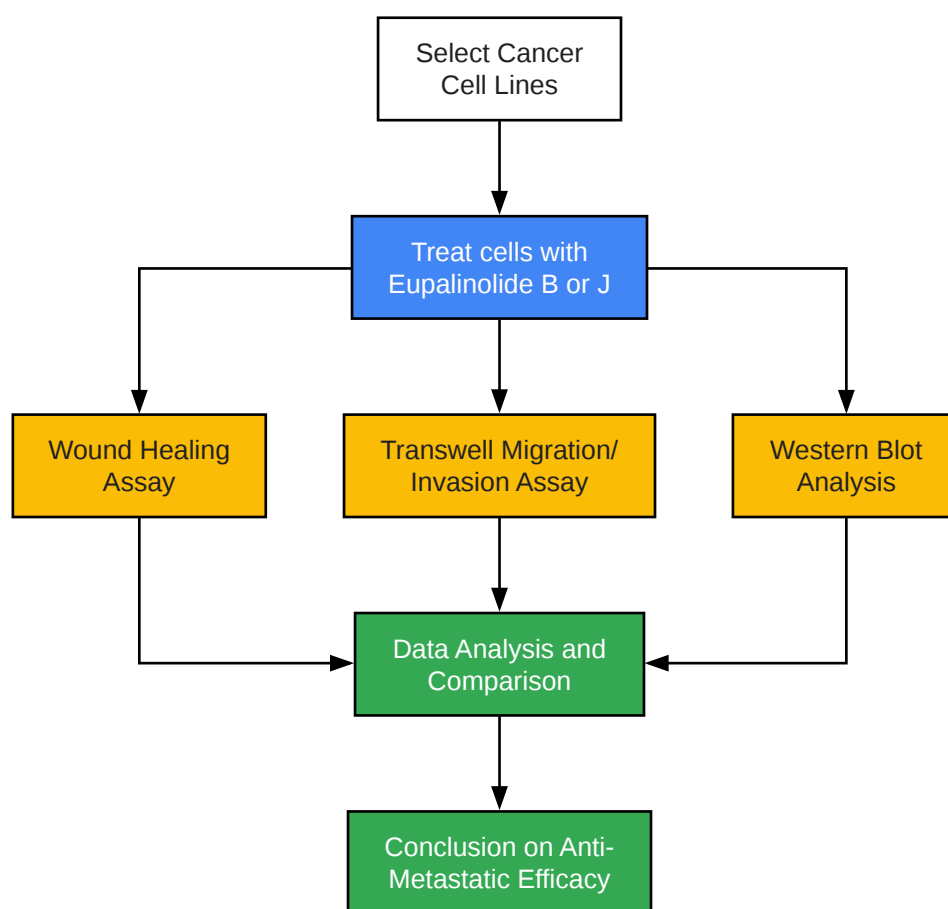 Select Cancer
Cell Lines
Treat cells with
Eupalinolide B or J
Wound Healing
Assay
Transwell Migration/
Invasion Assay
Western Blot
Analysis
Data Analysis and
Comparison
Conclusion on Anti-
Metastatic Efficacy